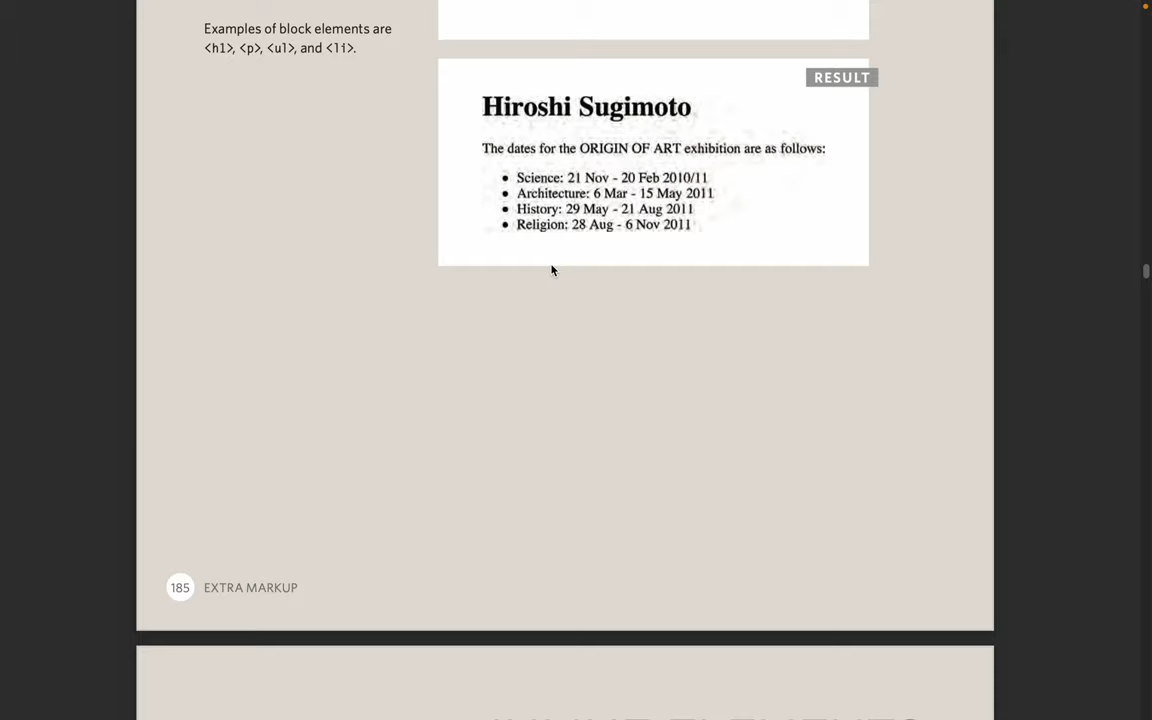 Examples of block elements are
<h1>, <p>, <ul>, and <li>.
RESULT
Hiroshi Sugimoto
The dates for the ORIGIN OF ART exhibition are as follows:
• Science: 21 Nov - 20 Feb 2010/11
• Architecture: 6 Mar - 15 May 2011
• History: 29 May - 21 Aug 2011
• Religion: 28 Aug - 6 Nov 2011
185 EXTRA MARKUP